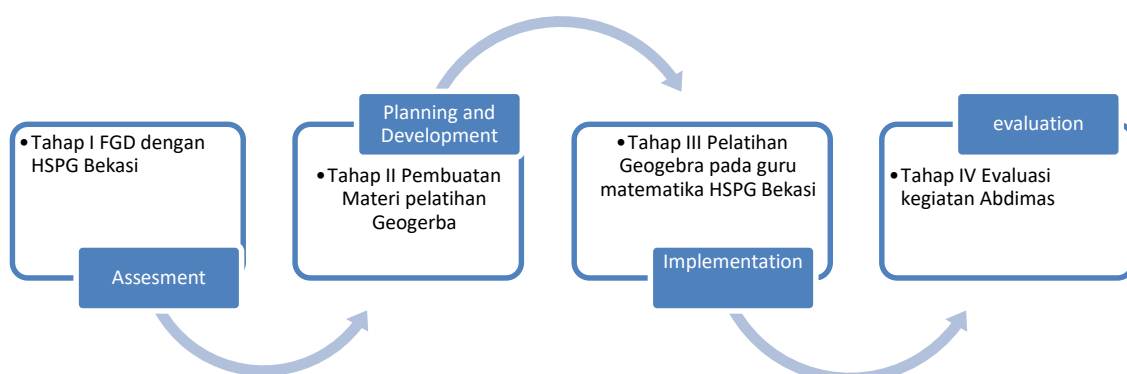 •Tahap I FGD dengan
HSPG Bekasi
Assesment
Planning and
Development
•Tahap II Pembuatan
Materi pelatihan
Geogerba
•Tahap III Pelatihan
Geogebra pada guru
matematika HSPG Bekasi
Implementation
evaluation
•Tahap IV Evaluasi
kegiatan Abdimas